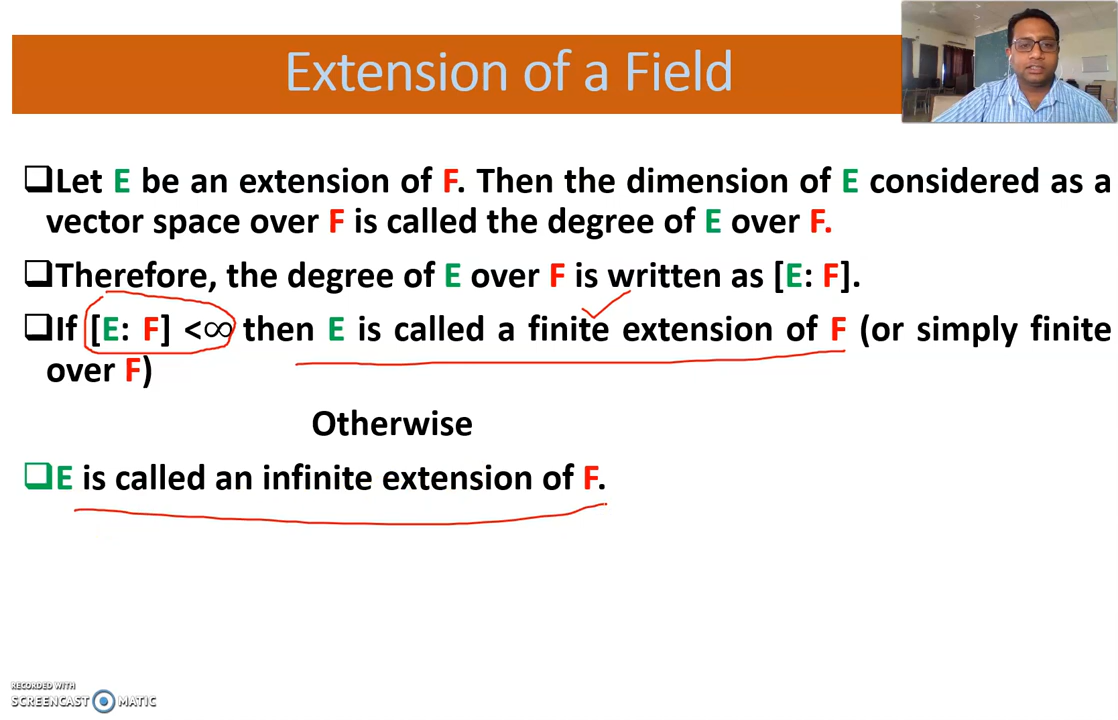 Extension of a Field
❑Let E be an extension of F. Then the dimension of E considered as a
vector space over F is called the degree of E over F.
❑Therefore, the degree of E over F is written as [E: F].
❑If [E: F] <∞ then E is called a finite extension of F (or simply finite
over F)
Otherwise
❑E is called an infinite extension of F.
RECORDED WITH
SCREENCAST MATIC